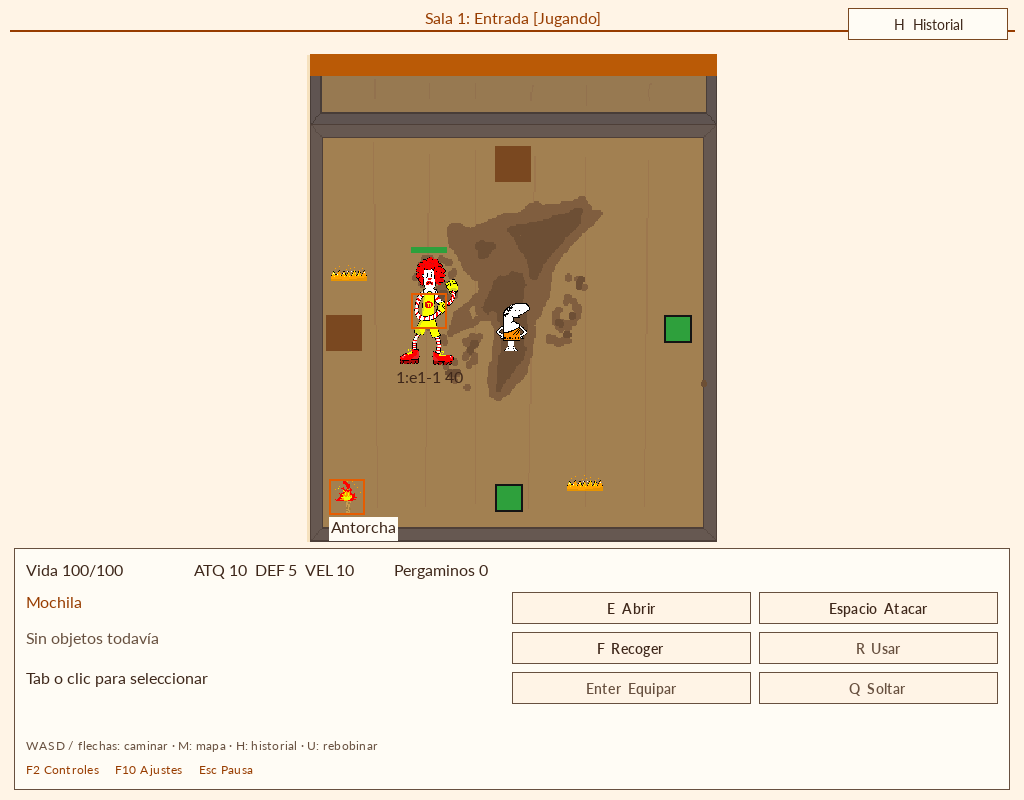 Sala 1: Entrada [Jugando]
H Historial
1:e1-1 40
Antorcha
Vida 100/100 ATQ 10 DEF 5 VEL 10 Pergaminos 0
Mochila
E Abrir
Espacio Atacar
Sin objetos todavía
F Recoger
R Usar
Tab o clic para seleccionar
Enter Equipar
Q Soltar
WASD / flechas: caminar · M: mapa · H: historial · U: rebobinar
F2 Controles F10 Ajustes Esc Pausa